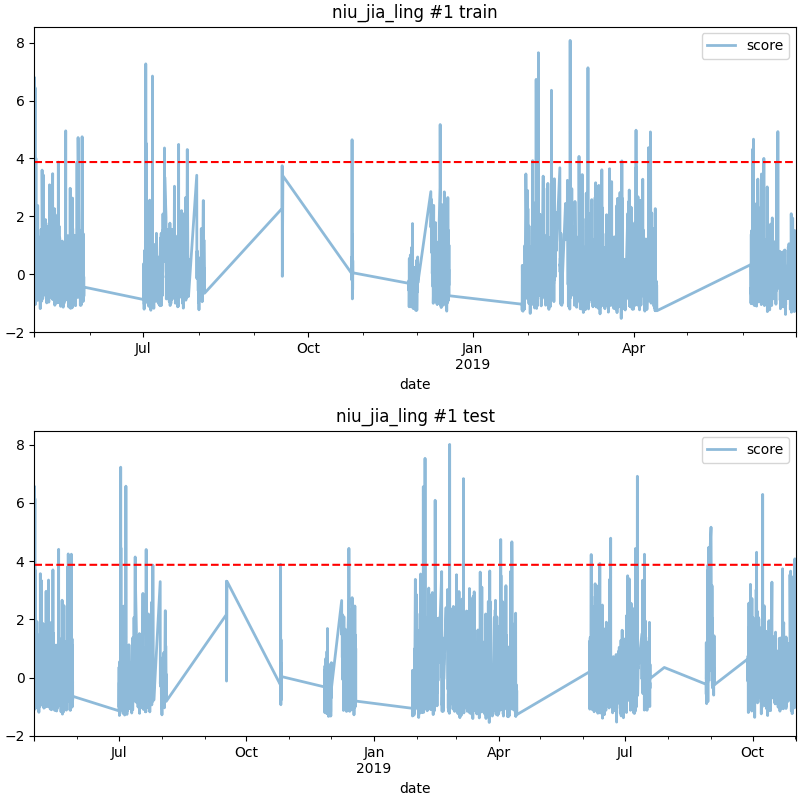 niu_jia_ling #1 train
score
8
6
4
2
0
−2
Jul
Oct
Jan
2019
Apr
date
niu_jia_ling #1 test
score
8
6
4
2
0
−2
Jul
Oct
Jan
2019
Apr
Jul
Oct
date